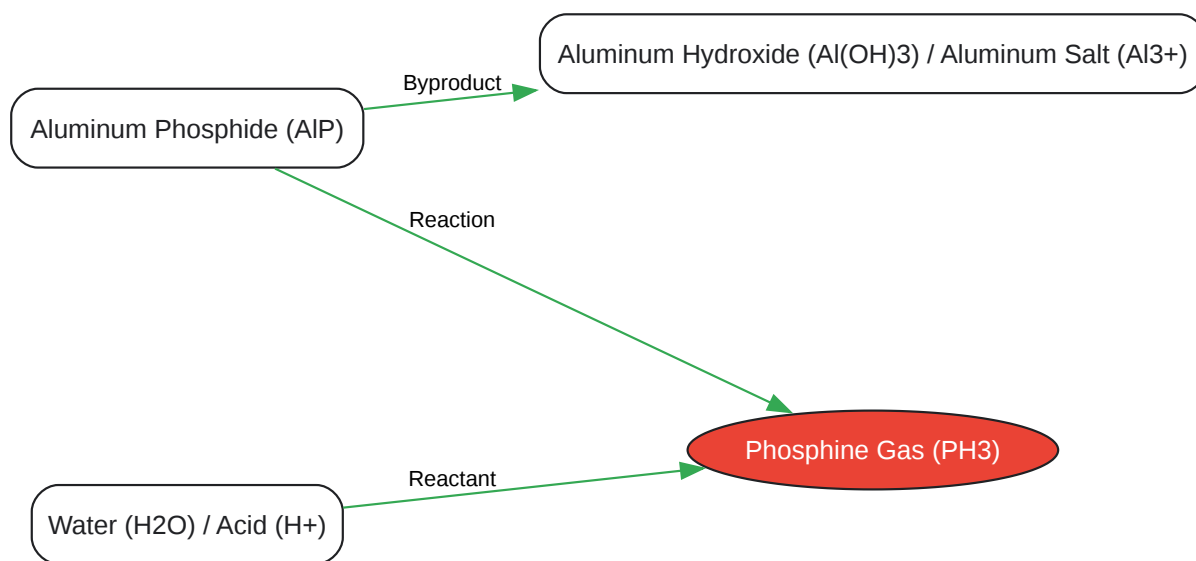 Aluminum Hydroxide (Al(OH)3) / Aluminum Salt (Al3+)
Byproduct
Aluminum Phosphide (AlP)
Reaction
Phosphine Gas (PH3)
Reactant
Water (H2O) / Acid (H+)